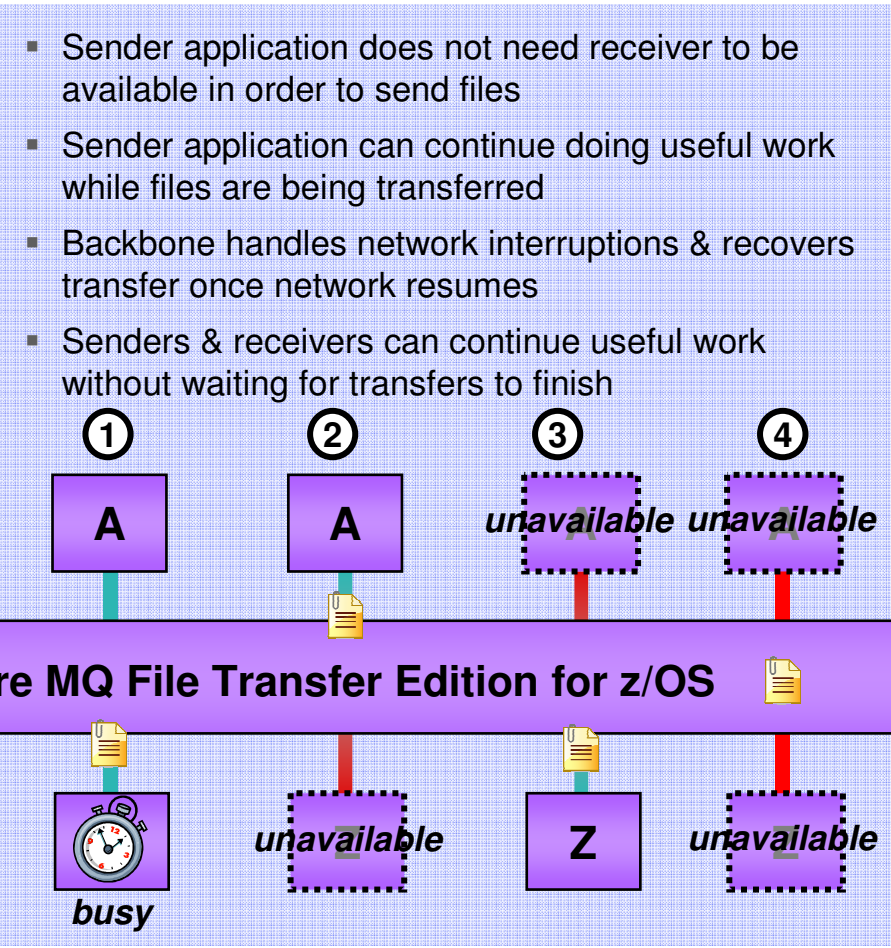 ▪ Sender application does not need receiver to be
available in order to send files
▪ Sender application can continue doing useful work
while files are being transferred
▪ Backbone handles network interruptions & recovers
transfer once network resumes
▪ Senders & receivers can continue useful work
without waiting for transfers to finish
1 2 3 4
A A A unavailable A unavailable
re MQ File Transfer Edition for z/OS
Z unavailable Z Z unavailable
busy